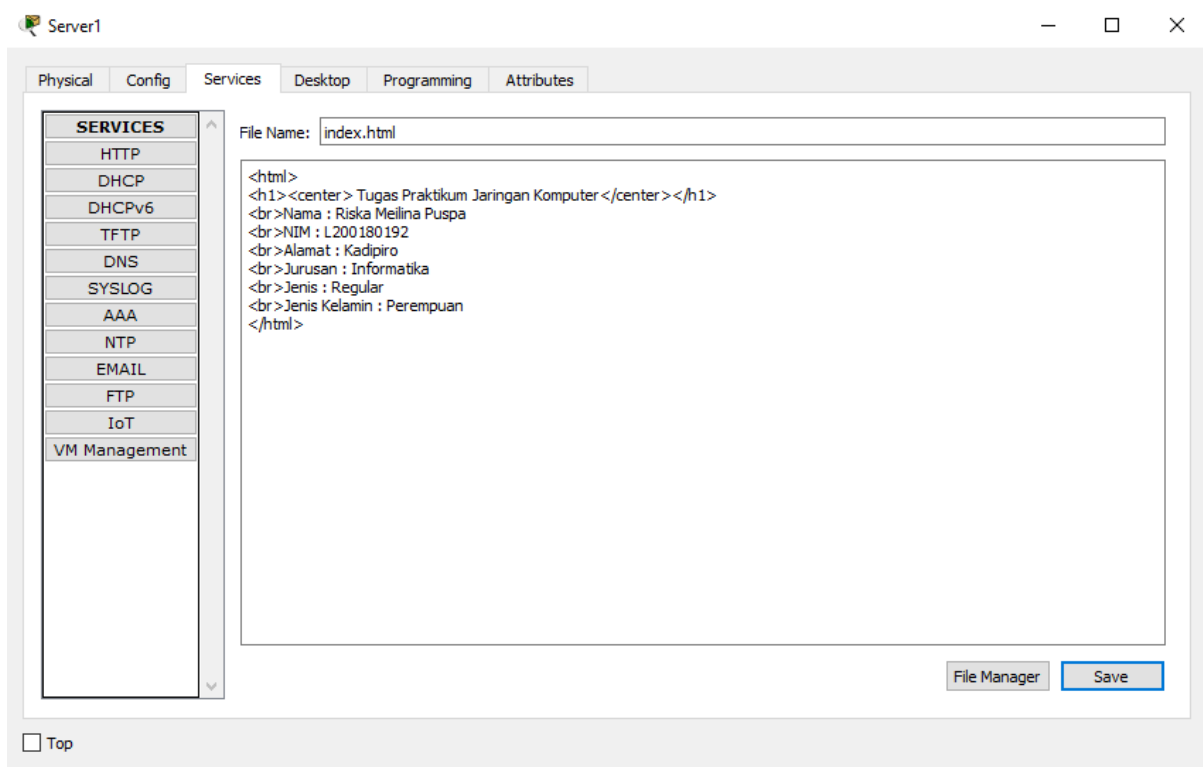 Server1
Physical Config Services Desktop Programming Attributes
SERVICES
HTTP
DHCP
DHCPv6
TFTP
DNS
SYSLOG
AAA
NTP
EMAIL
FTP
IoT
VM Management
File Name: index.html
<html>
<h1><center> Tugas Praktikum Jaringan Komputer</center></h1>
<br>Nama : Riska Meilina Puspa
<br>NIM : L200180192
<br>Alamat : Kadipiro
<br>Jurusan : Informatika
<br>Jenis : Regular
<br>Jenis Kelamin : Perempuan
</html>
File Manager Save
Top